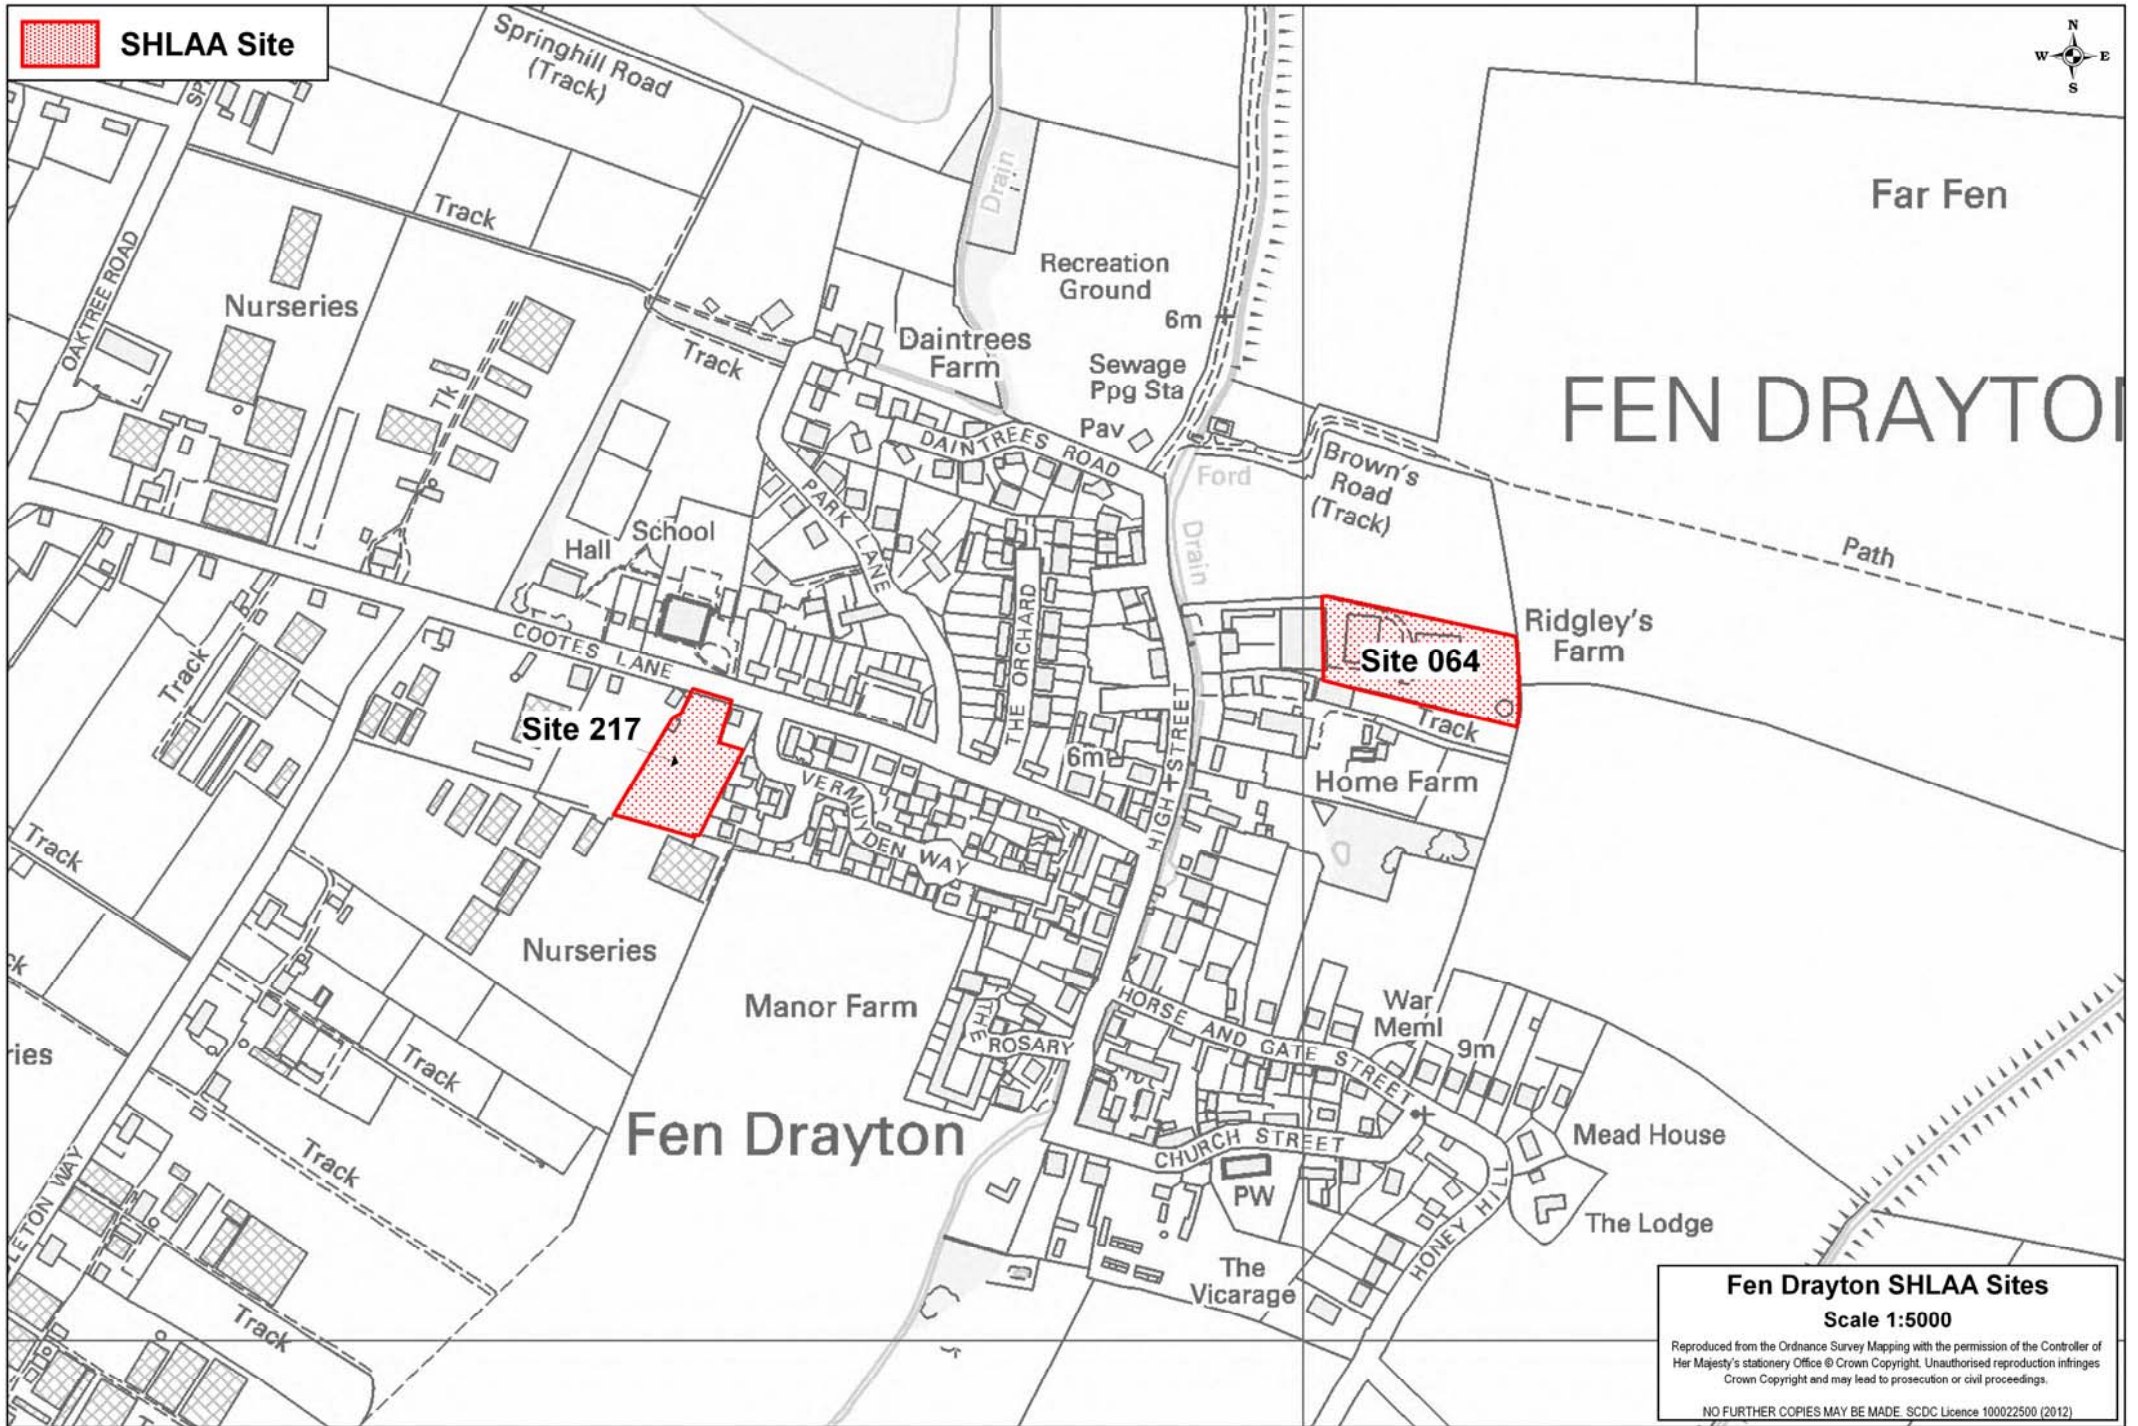 SHLAA Site
N
W E
S
Springhill Road
(Track)
Track
Drain
Far Fen
OAKTREE ROAD
Nurseries
Recreation
Ground
6m
Daintrees
Farm
Track
Sewage
Ppg Sta
Tk
FEN DRAYTO
Pav
DAINTREES ROAD
Ford
Brown's
Road
(Track)
PARK LANE
Hall
School
Drain
Path
THE ORCHARD
COOTES LANE
Ridgley's
Farm
Site 064
Track
Track
Site 217
HIGH STREET
6m
Home Farm
VERMUYDEN WAY
Track
Nurseries
Manor Farm
HORSE AND GATE STREET
War
Meml
9m
THE ROSARY
ries
Track
Fen Drayton
CHURCH STREET
Mead House
Track
PW
LETON WAY
The Lodge
HONEY HILL
The
Vicarage
Track
Fen Drayton SHLAA Sites
Scale 1:5000
Reproduced from the Ordnance Survey Mapping with the permission of the Controller of
Her Majesty's stationery Office © Crown Copyright. Unauthorised reproduction infringes
Crown Copyright and may lead to prosecution or civil proceedings.
NO FURTHER COPIES MAY BE MADE. SCDC Licence 100022500 (2012)